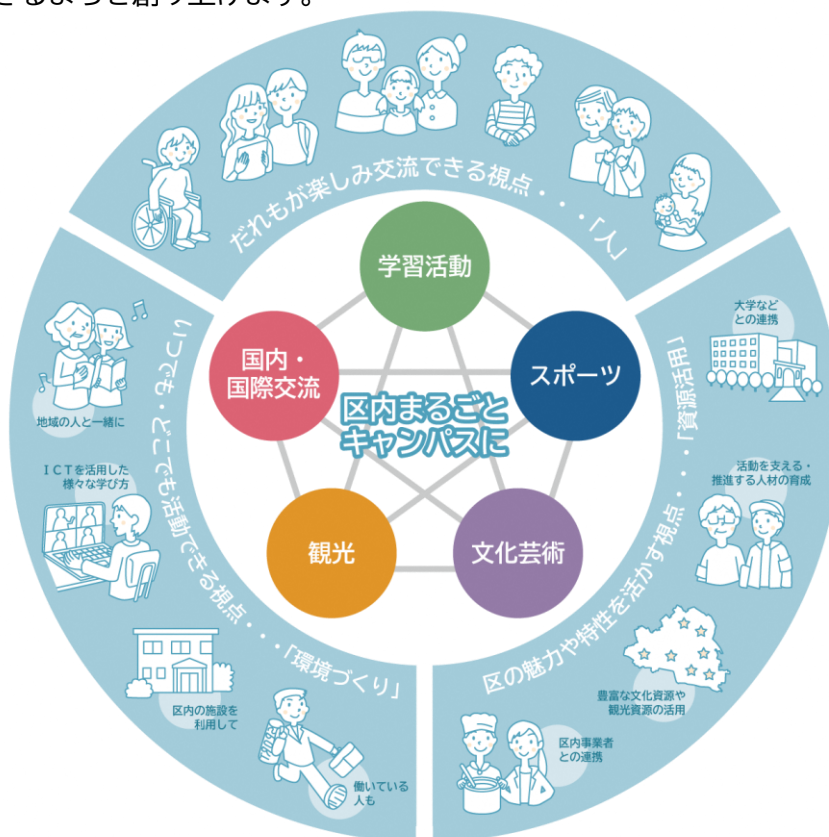 きるまちを創り上げます。
だれもが楽しみ交流できる視点・・・「人」
学習活動
国内・
国際交流
スポーツ
区内まるごと
キャンパスに
観光
文化芸術
いつでも・どこでも活動できる視点・・・「環境づくり」
地域の人と一緒に
ICTを活用した
様々な学び方
区内の施設を
利用して
働いている
人も
区の魅力や特性を活かす視点・・・「資源活用」
大学など
との連携
活動を支える・
推進する人材の育成
豊富な文化資源や
観光資源の活用
区内事業者
との連携